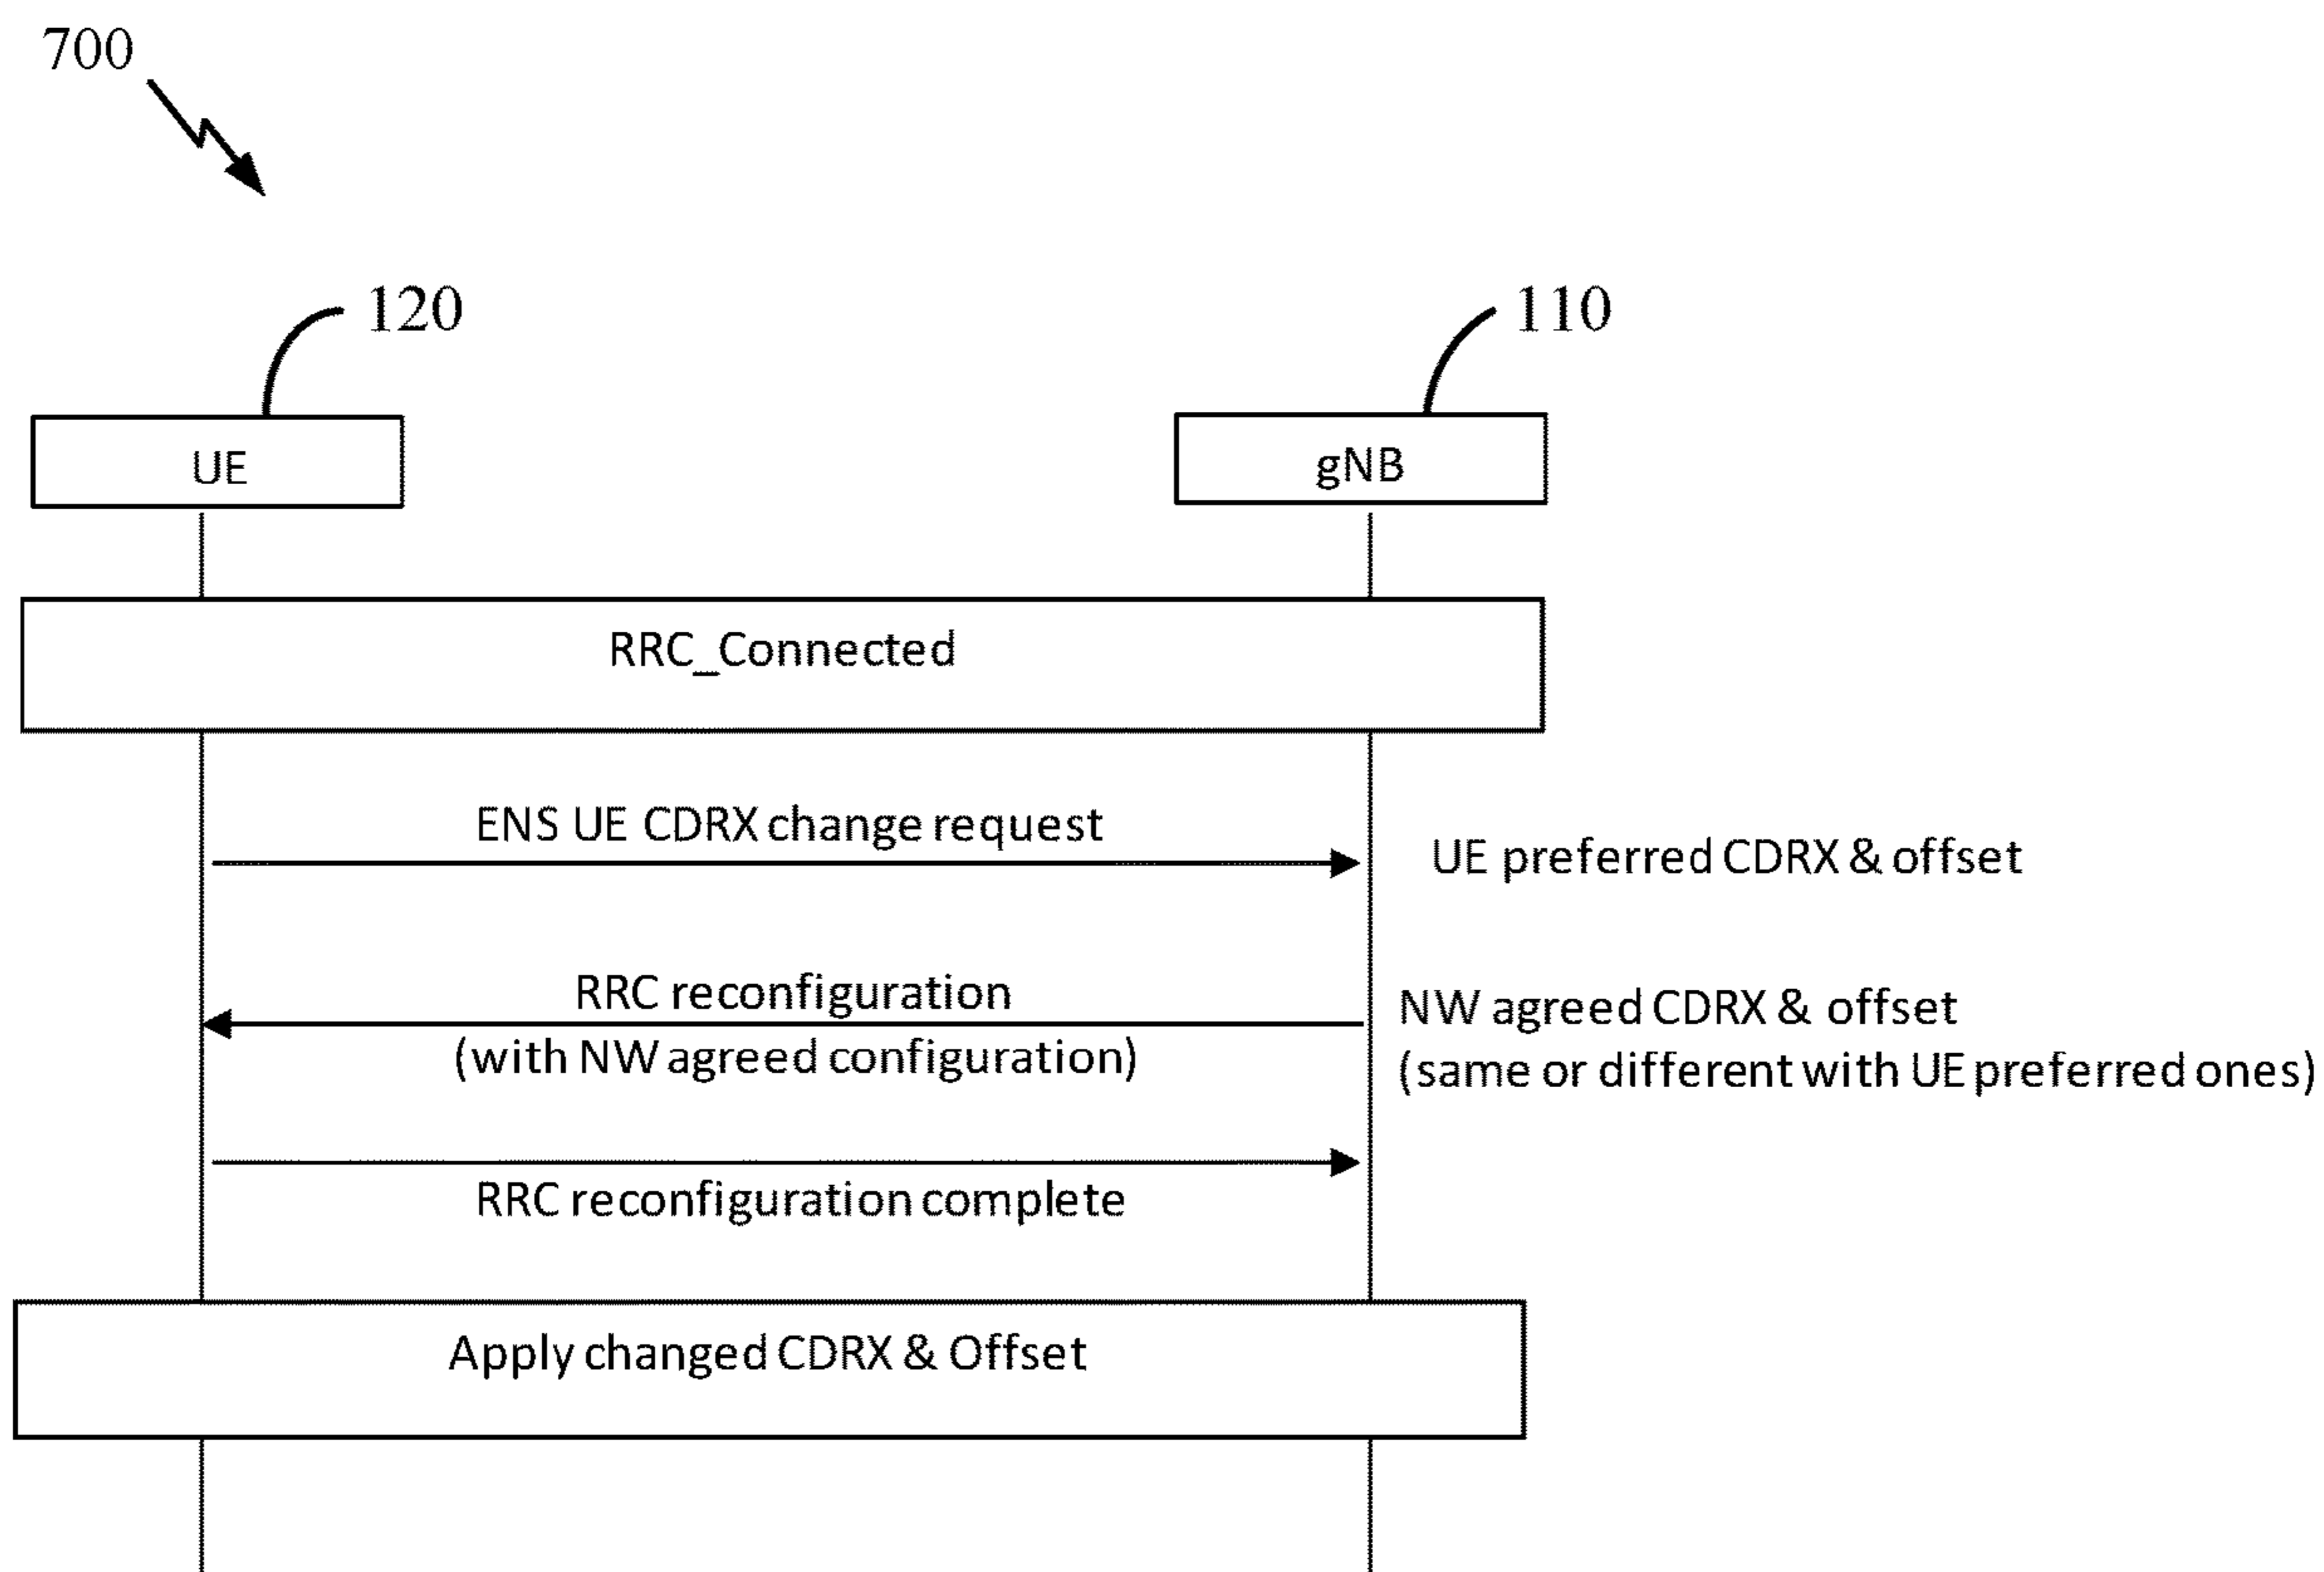 700
120
110
UE
gNB
RRC_Connected
ENS UE CDRX change request
UE preferred CDRX & offset
RRC reconfiguration
(with NW agreed configuration)
NW agreed CDRX & offset
(same or different with UE preferred ones)
RRC reconfiguration complete
Apply changed CDRX & Offset